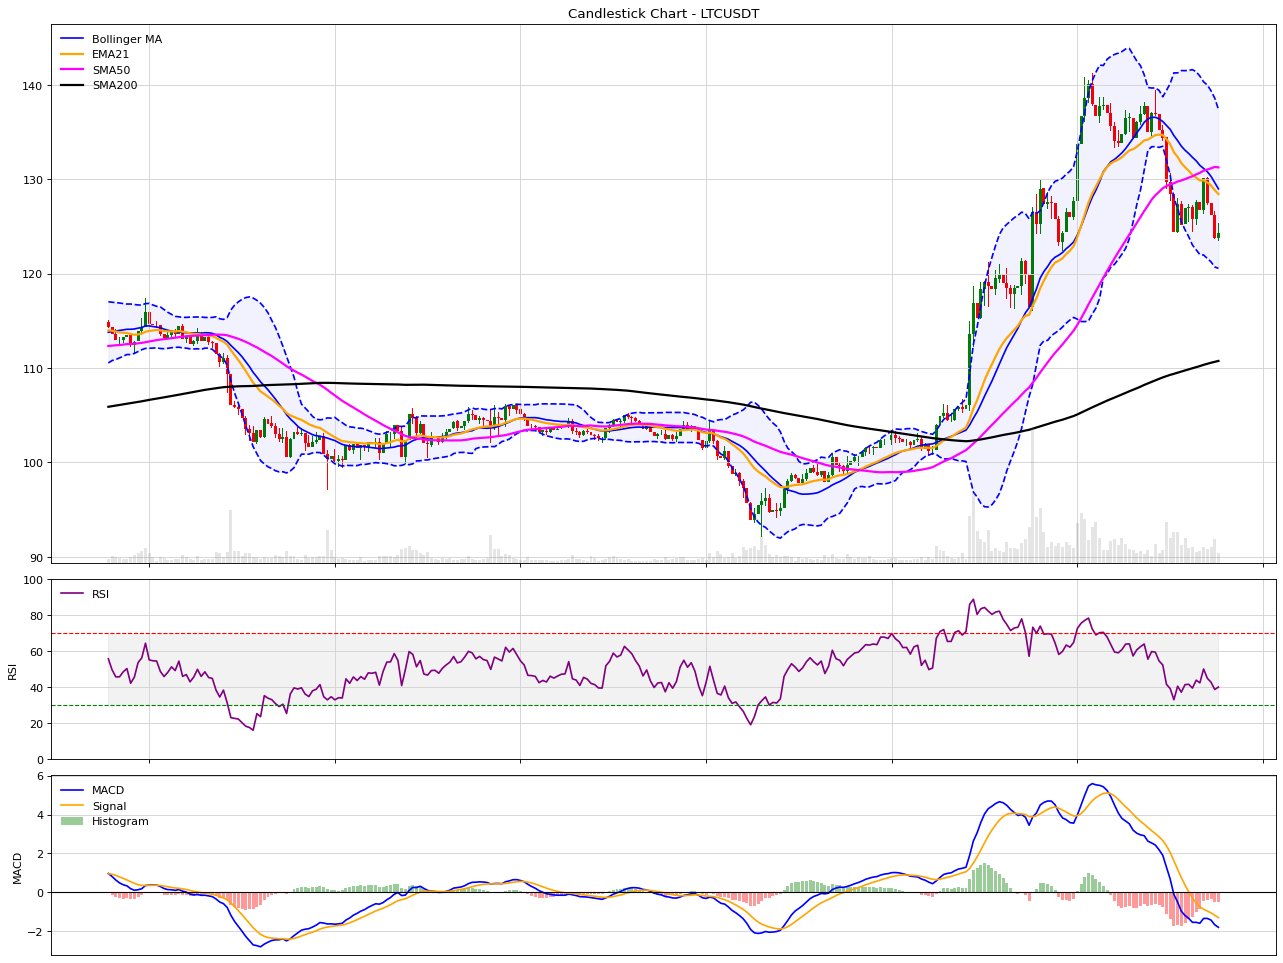 Candlestick Chart - LTCUSDT
Bollinger MA
EMA21
SMA50
SMA200
140
130
120
110
100
90
RSI
100
80
60
40
20
0
RSI
MACD
Signal
Histogram
6
4
2
0
−2
MACD